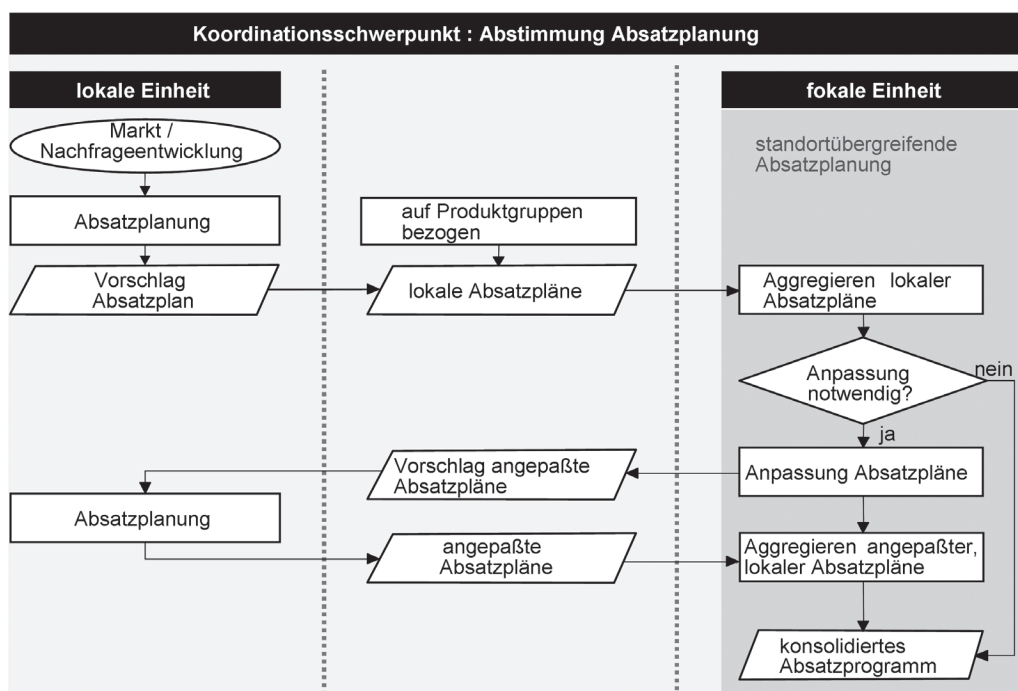 Koordinationsschwerpunkt : Abstimmung Absatzplanung
lokale Einheit
fokale Einheit
Markt /
Nachfrageentwicklung
standortübergreifende
Absatzplanung
Absatzplanung
auf Produktgruppen
bezogen
Vorschlag
Absatzplan
lokale Absatzpläne
Aggregieren lokaler
Absatzpläne
Anpassung
notwendig?
nein
ja
Vorschlag angepaßte
Absatzpläne
Anpassung Absatzpläne
Absatzplanung
angepaßte
Absatzpläne
Aggregieren angepaßter,
lokaler Absatzpläne
konsolidiertes
Absatzprogramm